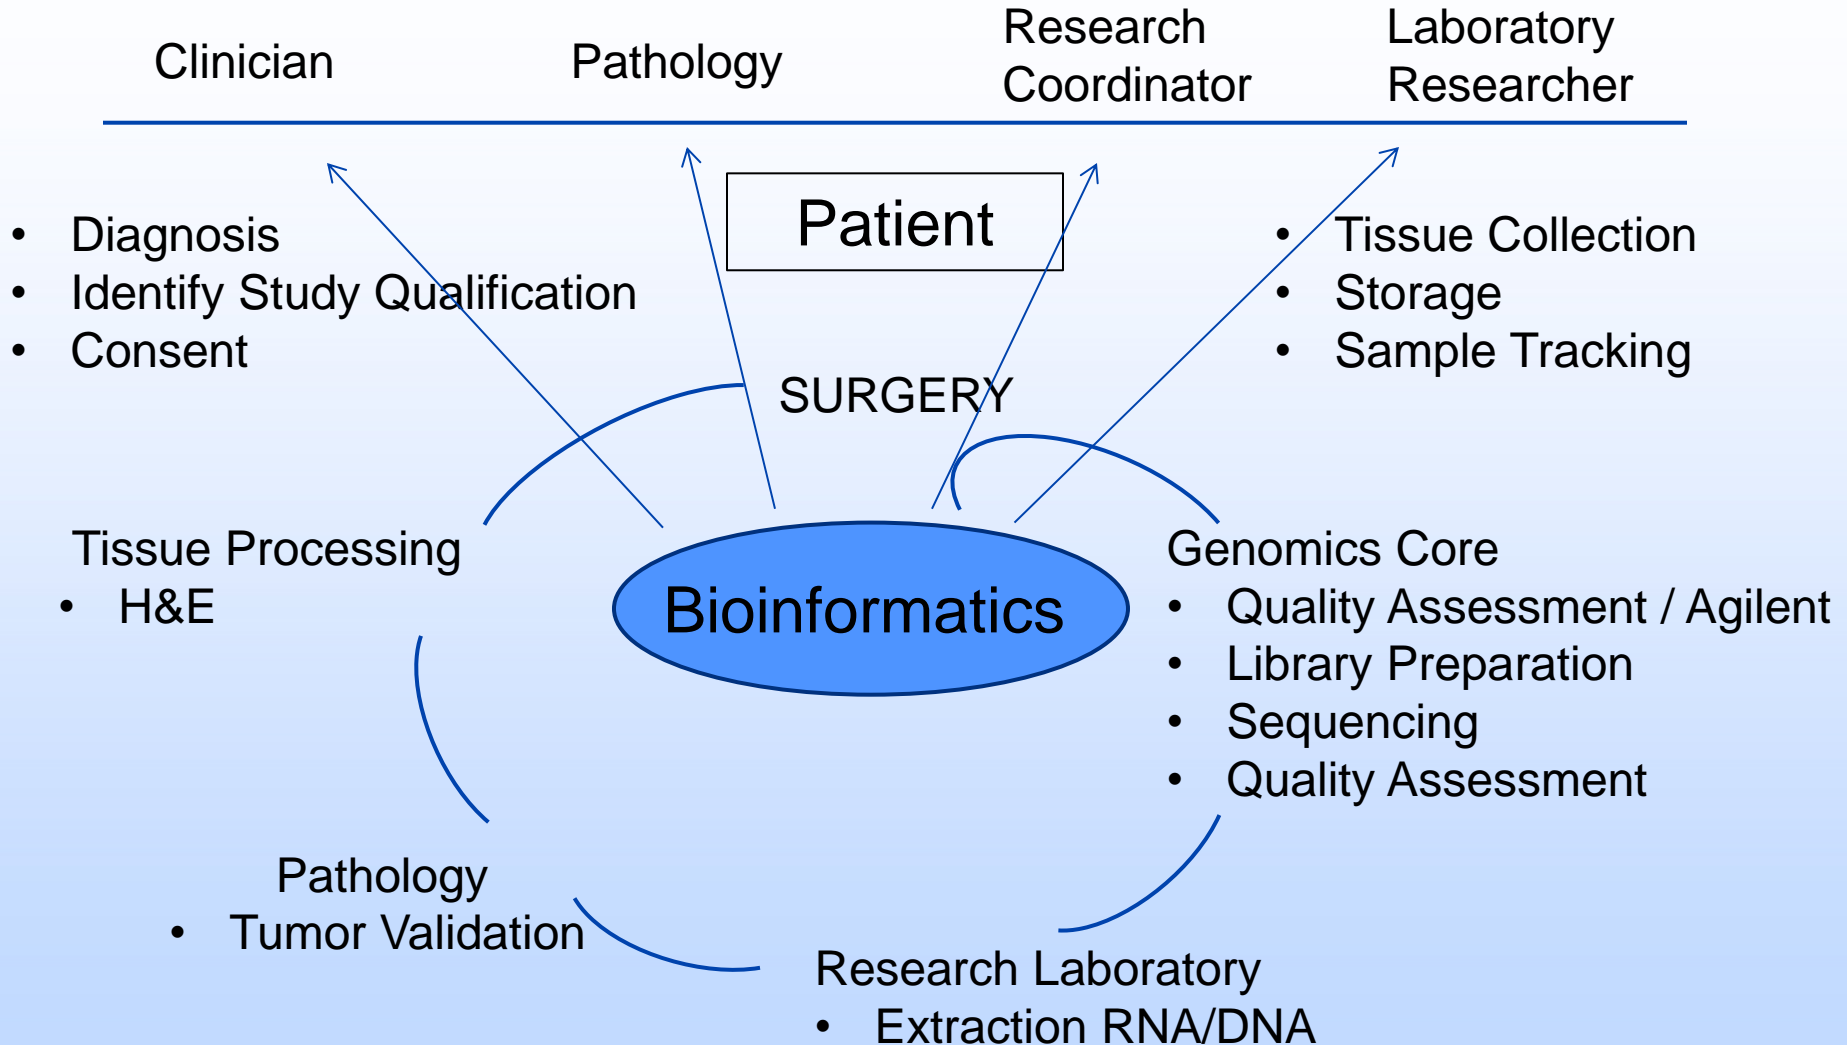 Clinician
Pathology
Research
Coordinator
Laboratory
Researcher
Patient
• Diagnosis
• Identify Study Qualification
• Consent
• Tissue Collection
• Storage
• Sample Tracking
SURGERY
Tissue Processing
• H&E
Bioinformatics
Genomics Core
• Quality Assessment / Agilent
• Library Preparation
• Sequencing
• Quality Assessment
Pathology
• Tumor Validation
Research Laboratory
• Extraction RNA/DNA